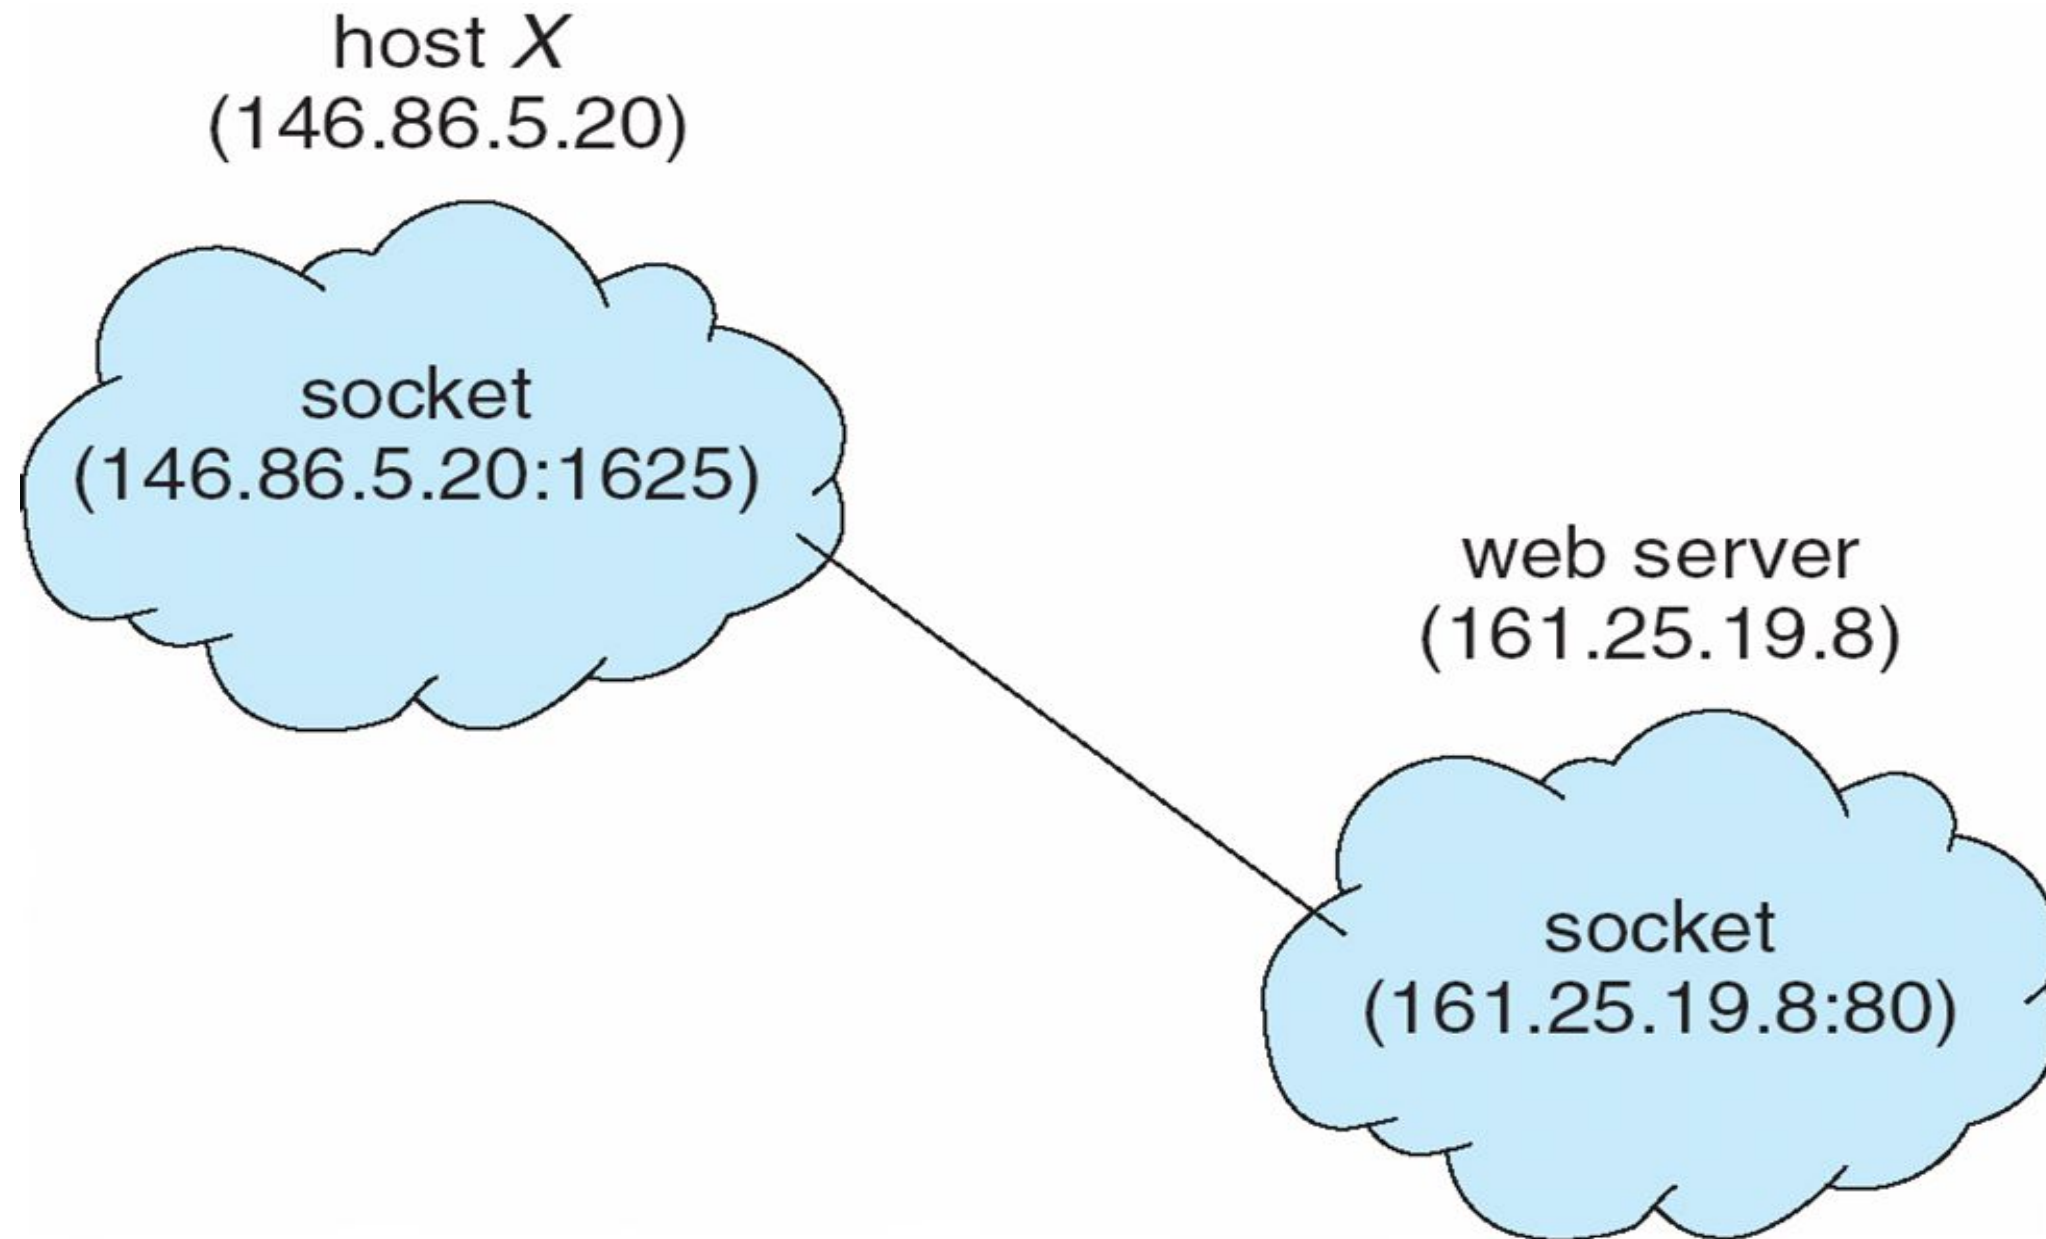 host X
(146.86.5.20)
socket
(146.86.5.20:1625)
web server
(161.25.19.8)
socket
(161.25.19.8:80)